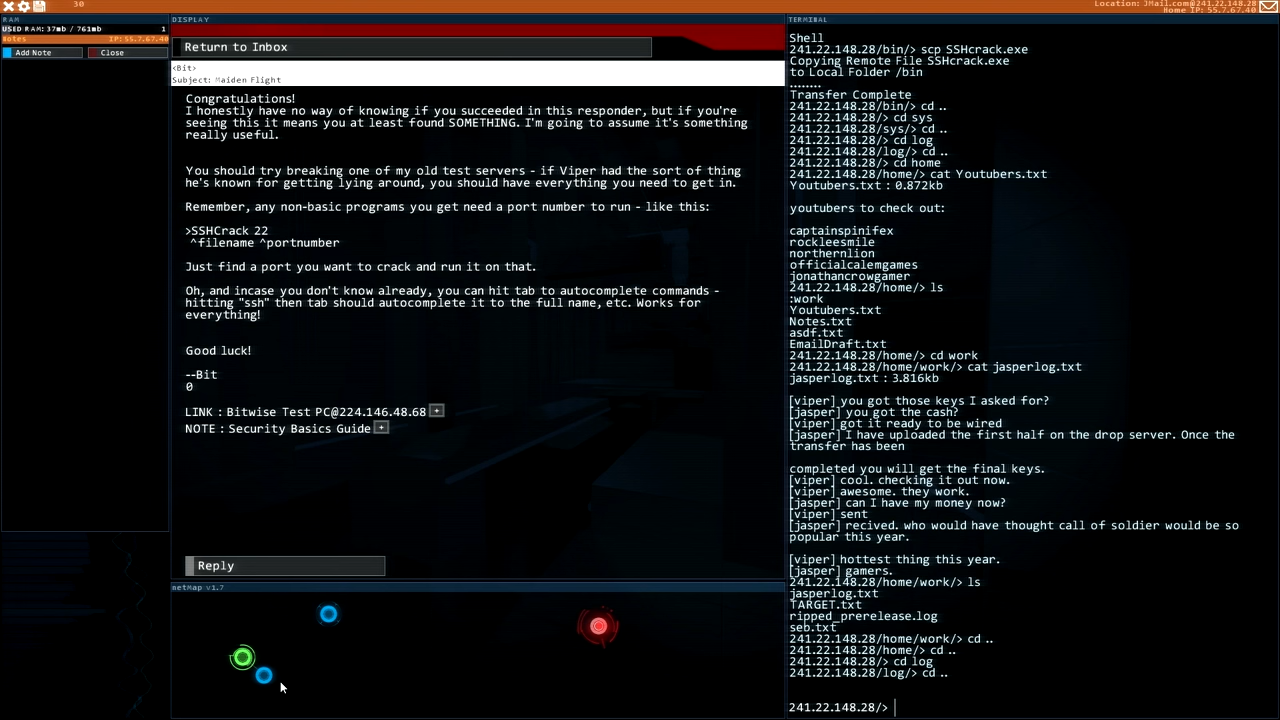 30
Location: JMail.com@241.22.148.28
Home IP: 55.7.67.40
RAM
USED RAM: 37mb / 761mb 1
Notes IP: 55.7.67.40
Add Note Close
DISPLAY
Return to Inbox
<Bit>
Subject: Maiden Flight
Congratulations!
I honestly have no way of knowing if you succeeded in this responder, but if you're
seeing this it means you at least found SOMETHING. I'm going to assume it's something
really useful.
You should try breaking one of my old test servers - if Viper had the sort of thing
he's known for getting lying around, you should have everything you need to get in.
Remember, any non-basic programs you get need a port number to run - like this:
>SSHCrack 22
^filename ^portnumber
Just find a port you want to crack and run it on that.
Oh, and incase you don't know already, you can hit tab to autocomplete commands -
hitting "ssh" then tab should autocomplete it to the full name, etc. Works for
everything!
Good luck!
--Bit
0
LINK : Bitwise Test PC@224.146.48.68 +
NOTE : Security Basics Guide +
Reply
netMap v1.7
TERMINAL
Shell
241.22.148.28/bin/> scp SSHcrack.exe
Copying Remote File SSHcrack.exe
to Local Folder /bin
........
Transfer Complete
241.22.148.28/bin/> cd ..
241.22.148.28/> cd sys
241.22.148.28/sys/> cd ..
241.22.148.28/> cd log
241.22.148.28/log/> cd ..
241.22.148.28/> cd home
241.22.148.28/home/> cat Youtubers.txt
Youtubers.txt : 0.872kb
youtubers to check out:
captainspinifex
rockleesmile
northernlion
officialcalemgames
jonathancrowgamer
241.22.148.28/home/> ls
:work
Youtubers.txt
Notes.txt
asdf.txt
EmailDraft.txt
241.22.148.28/home/> cd work
241.22.148.28/home/work/> cat jasperlog.txt
jasperlog.txt : 3.816kb
[viper] you got those keys I asked for?
[jasper] you got the cash?
[viper] got it ready to be wired
[jasper] I have uploaded the first half on the drop server. Once the
transfer has been
completed you will get the final keys.
[viper] cool. checking it out now.
[viper] awesome. they work.
[jasper] can I have my money now?
[viper] sent
[jasper] recived. who would have thought call of soldier would be so
popular this year.
[viper] hottest thing this year.
[jasper] gamers.
241.22.148.28/home/work/> ls
jasperlog.txt
TARGET.txt
ripped_prerelease.log
seb.txt
241.22.148.28/home/work/> cd ..
241.22.148.28/home/> cd ..
241.22.148.28/> cd log
241.22.148.28/log/> cd ..
241.22.148.28/>